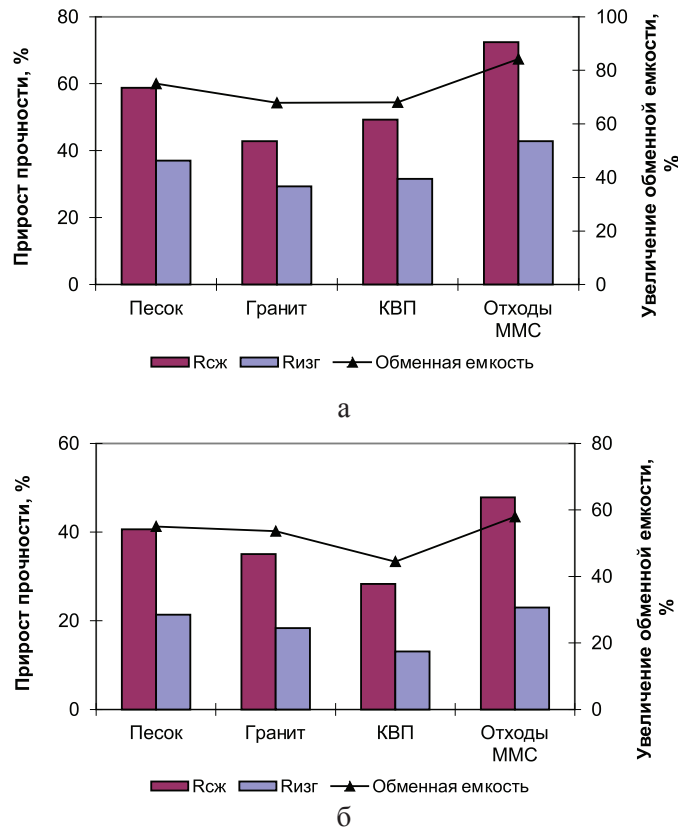 Прирост прочности, %
80
60
40
20
0
100
80
60
40
20
0
Увеличение обменной емкости,
%
Песок Гранит КВП Отходы
ММС
Rсж Rизг Обменная емкость
а
Прирост прочности, %
60
40
20
0
80
60
40
20
0
Увеличение обменной емкости,
%
Песок Гранит КВП Отходы
ММС
Rсж Rизг Обменная емкость
б